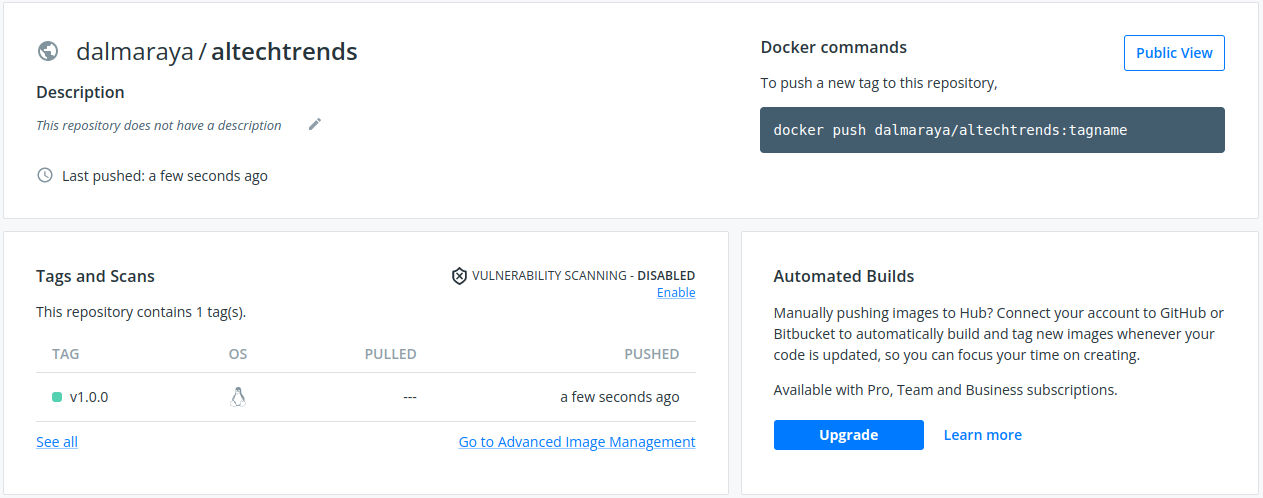 dalmaraya / altechtrends
Description
This repository does not have a description
Last pushed: a few seconds ago
Docker commands
Public View
To push a new tag to this repository,
docker push dalmaraya/altechtrends:tagname
Tags and Scans
VULNERABILITY SCANNING - DISABLED
Enable
This repository contains 1 tag(s).
TAG OS PULLED PUSHED
v1.0.0 --- a few seconds ago
See all Go to Advanced Image Management
Automated Builds
Manually pushing images to Hub? Connect your account to GitHub or
Bitbucket to automatically build and tag new images whenever your
code is updated, so you can focus your time on creating.
Available with Pro, Team and Business subscriptions.
Upgrade Learn more